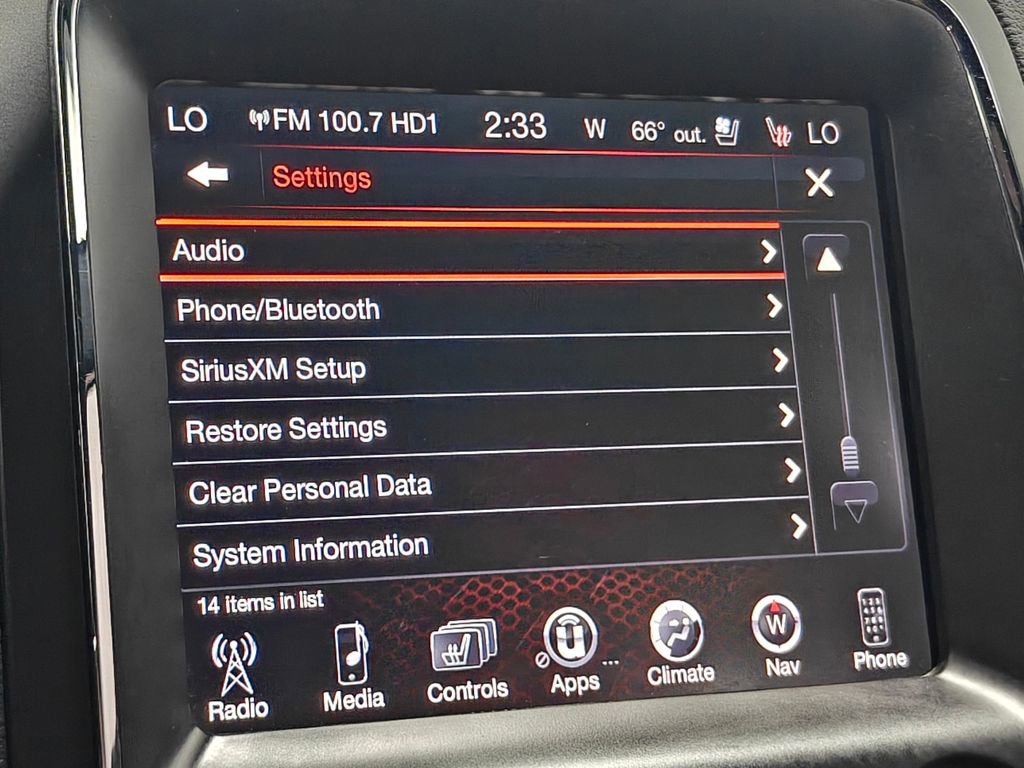 LO FM 100.7 HD1 2:33 W 66° out. LO
Settings
Audio
Phone/Bluetooth
SiriusXM Setup
Restore Settings
Clear Personal Data
System Information
14 items in list
W
Radio Media Controls Apps ... Climate Nav Phone